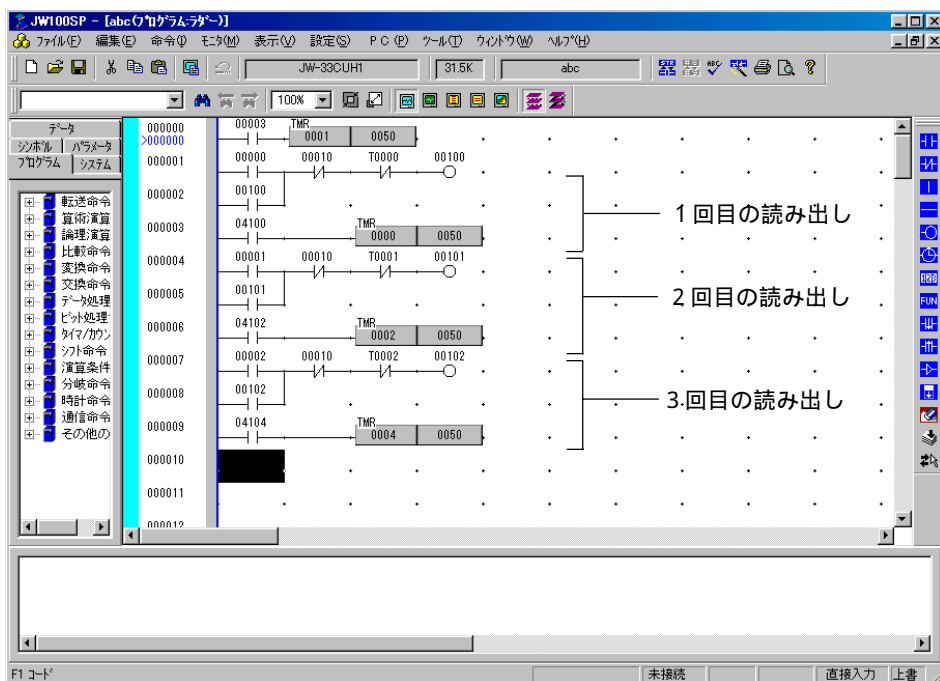 JW100SP - [abc(ﾌﾟﾛｸﾞﾗﾑ:ﾗﾀﾞｰ)]
ﾌｧｲﾙ(F) 編集(E) 命令(I) ﾓﾆﾀ(M) 表示(V) 設定(S) P C (P) ﾂｰﾙ(T) ｳｨﾝﾄﾞｳ(W) ﾍﾙﾌﾟ(H)
JW-33CUH1 31.5K abc
100%
ﾃﾞｰﾀ
ｼﾝﾎﾞﾙ ﾊﾟﾗﾒｰﾀ
ﾌﾟﾛｸﾞﾗﾑ ｼｽﾃﾑ
転送命令
算術演算
論理演算
比較命令
変換命令
交換命令
ﾃﾞｰﾀ処理
ﾋﾞｯﾄ処理
ﾀｲﾏ/ｶｳﾝ
ｼﾌﾄ命令
演算条件
分岐命令
時計命令
通信命令
その他の
000000 00003 TMR
>000000 0001 0050
000001 00000 00010 T0000 00100
000002 00100
1回目の読み出し
000003 04100 TMR
0000 0050
000004 00001 00010 T0001 00101
000005 00101
2回目の読み出し
000006 04102 TMR
0002 0050
000007 00002 00010 T0002 00102
000008 00102
3.回目の読み出し
000009 04104 TMR
0004 0050
000010
000011
000012
123
FUN
F1 ｺｰﾄﾞ 未接続 直接入力 上書